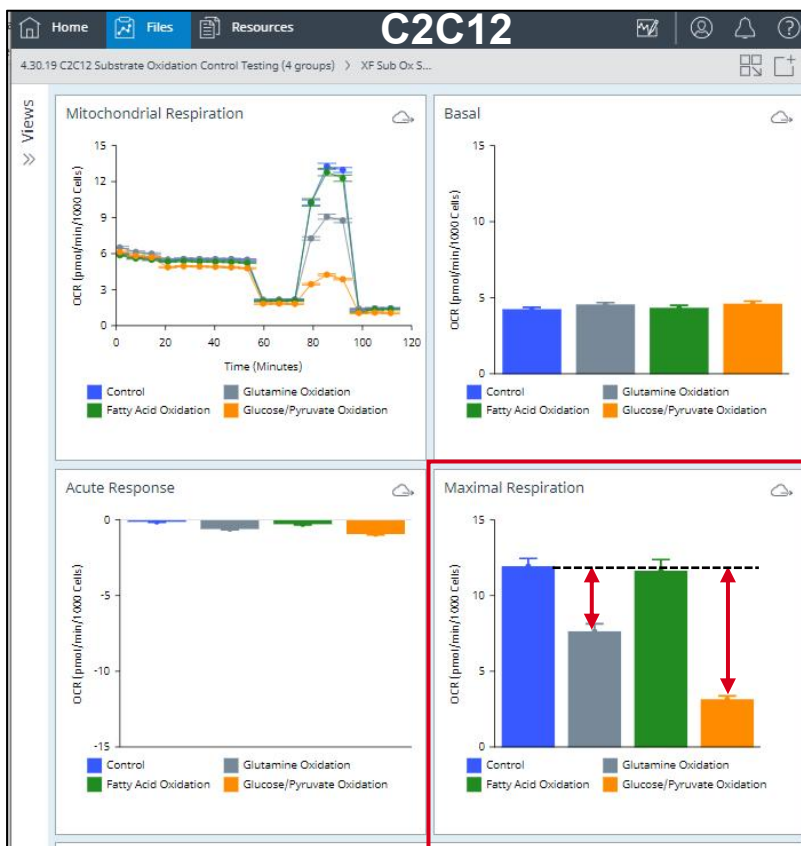 Home Files Resources C2C12
4.30.19 C2C12 Substrate Oxidation Control Testing (4 groups) > XF Sub Ox S...
Views
Mitochondrial Respiration
OCR (pmol/min/1000 Cells)
15
12
9
6
3
0
0 20 40 60 80 100 120
Time (Minutes)
Control Glutamine Oxidation
Fatty Acid Oxidation Glucose/Pyruvate Oxidation
Basal
OCR (pmol/min/1000 Cells)
15
10
5
0
Control Glutamine Oxidation
Fatty Acid Oxidation Glucose/Pyruvate Oxidation
Acute Response
OCR (pmol/min/1000 Cells)
0
-5
-10
-15
Control Glutamine Oxidation
Fatty Acid Oxidation Glucose/Pyruvate Oxidation
Maximal Respiration
OCR (pmol/min/1000 Cells)
15
10
5
0
Control Glutamine Oxidation
Fatty Acid Oxidation Glucose/Pyruvate Oxidation